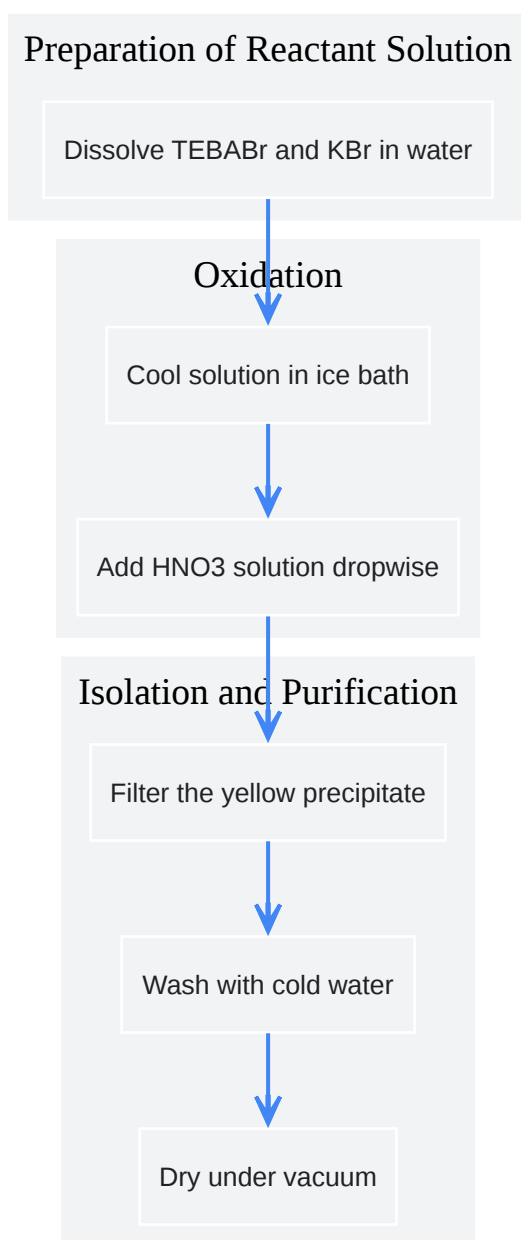 Preparation of Reactant Solution
Dissolve TEBABr and KBr in water
Oxidation
Cool solution in ice bath
Add HNO3 solution dropwise
Isolation and Purification
Filter the yellow precipitate
Wash with cold water
Dry under vacuum